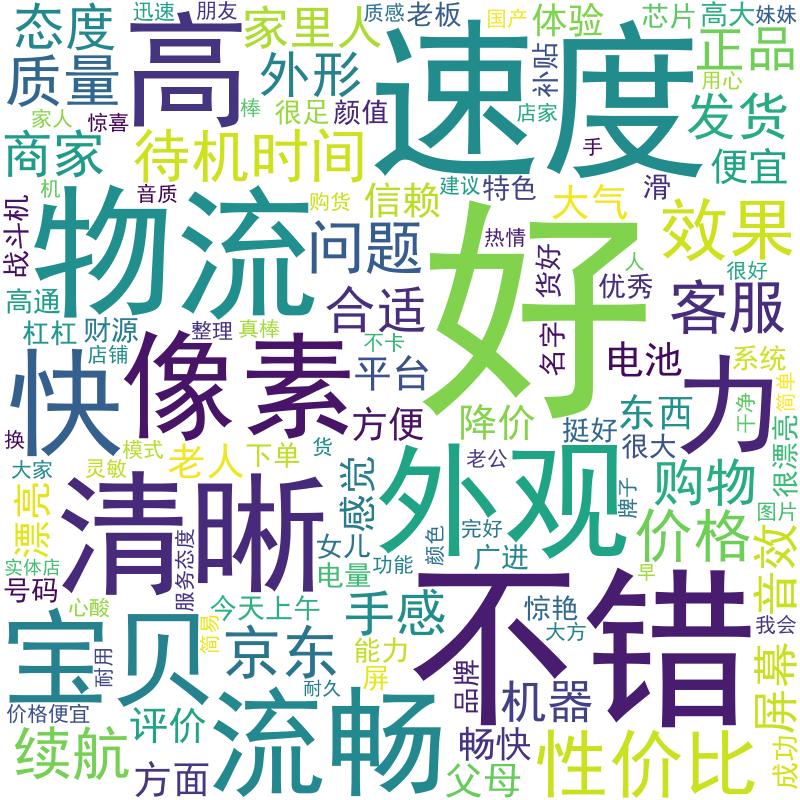 态度
迅速
朋友
高
家里人
质感
老板
速度
国产
体验
芯片
高大
妹妹
质量
外形
补贴
正品
用心
家人
惊喜
棒
很足
颜值
店家
发货
商家
待机时间
手
便宜
机
音质
购货
信赖
建议
特色
大气
滑
战斗机
物流
问题
好
热情
货好
效果
人
很好
优秀
高通
合适
客服
杠杠
财源
整理
真棒
店铺
不卡
名字
快
像素
平台
电池
系统
力
简单
方便
降价
挺好
东西
干净
很漂亮
换
模式
货
很大
大家
灵敏
老人
下单
感觉
老公
外观
购物
牌子
图片
漂亮
清晰
服务态度
女儿
完好
颜色
价格
音效
实体店
电量
功能
广进
早
号码
心酸
今天上午
手感
不错
惊艳
大方
我会
宝贝
简易
京东
能力
屏
耐用
耐久
品牌
机器
屏幕
价格便宜
评价
流畅
续航
方面
畅快
父母
性价比
成功